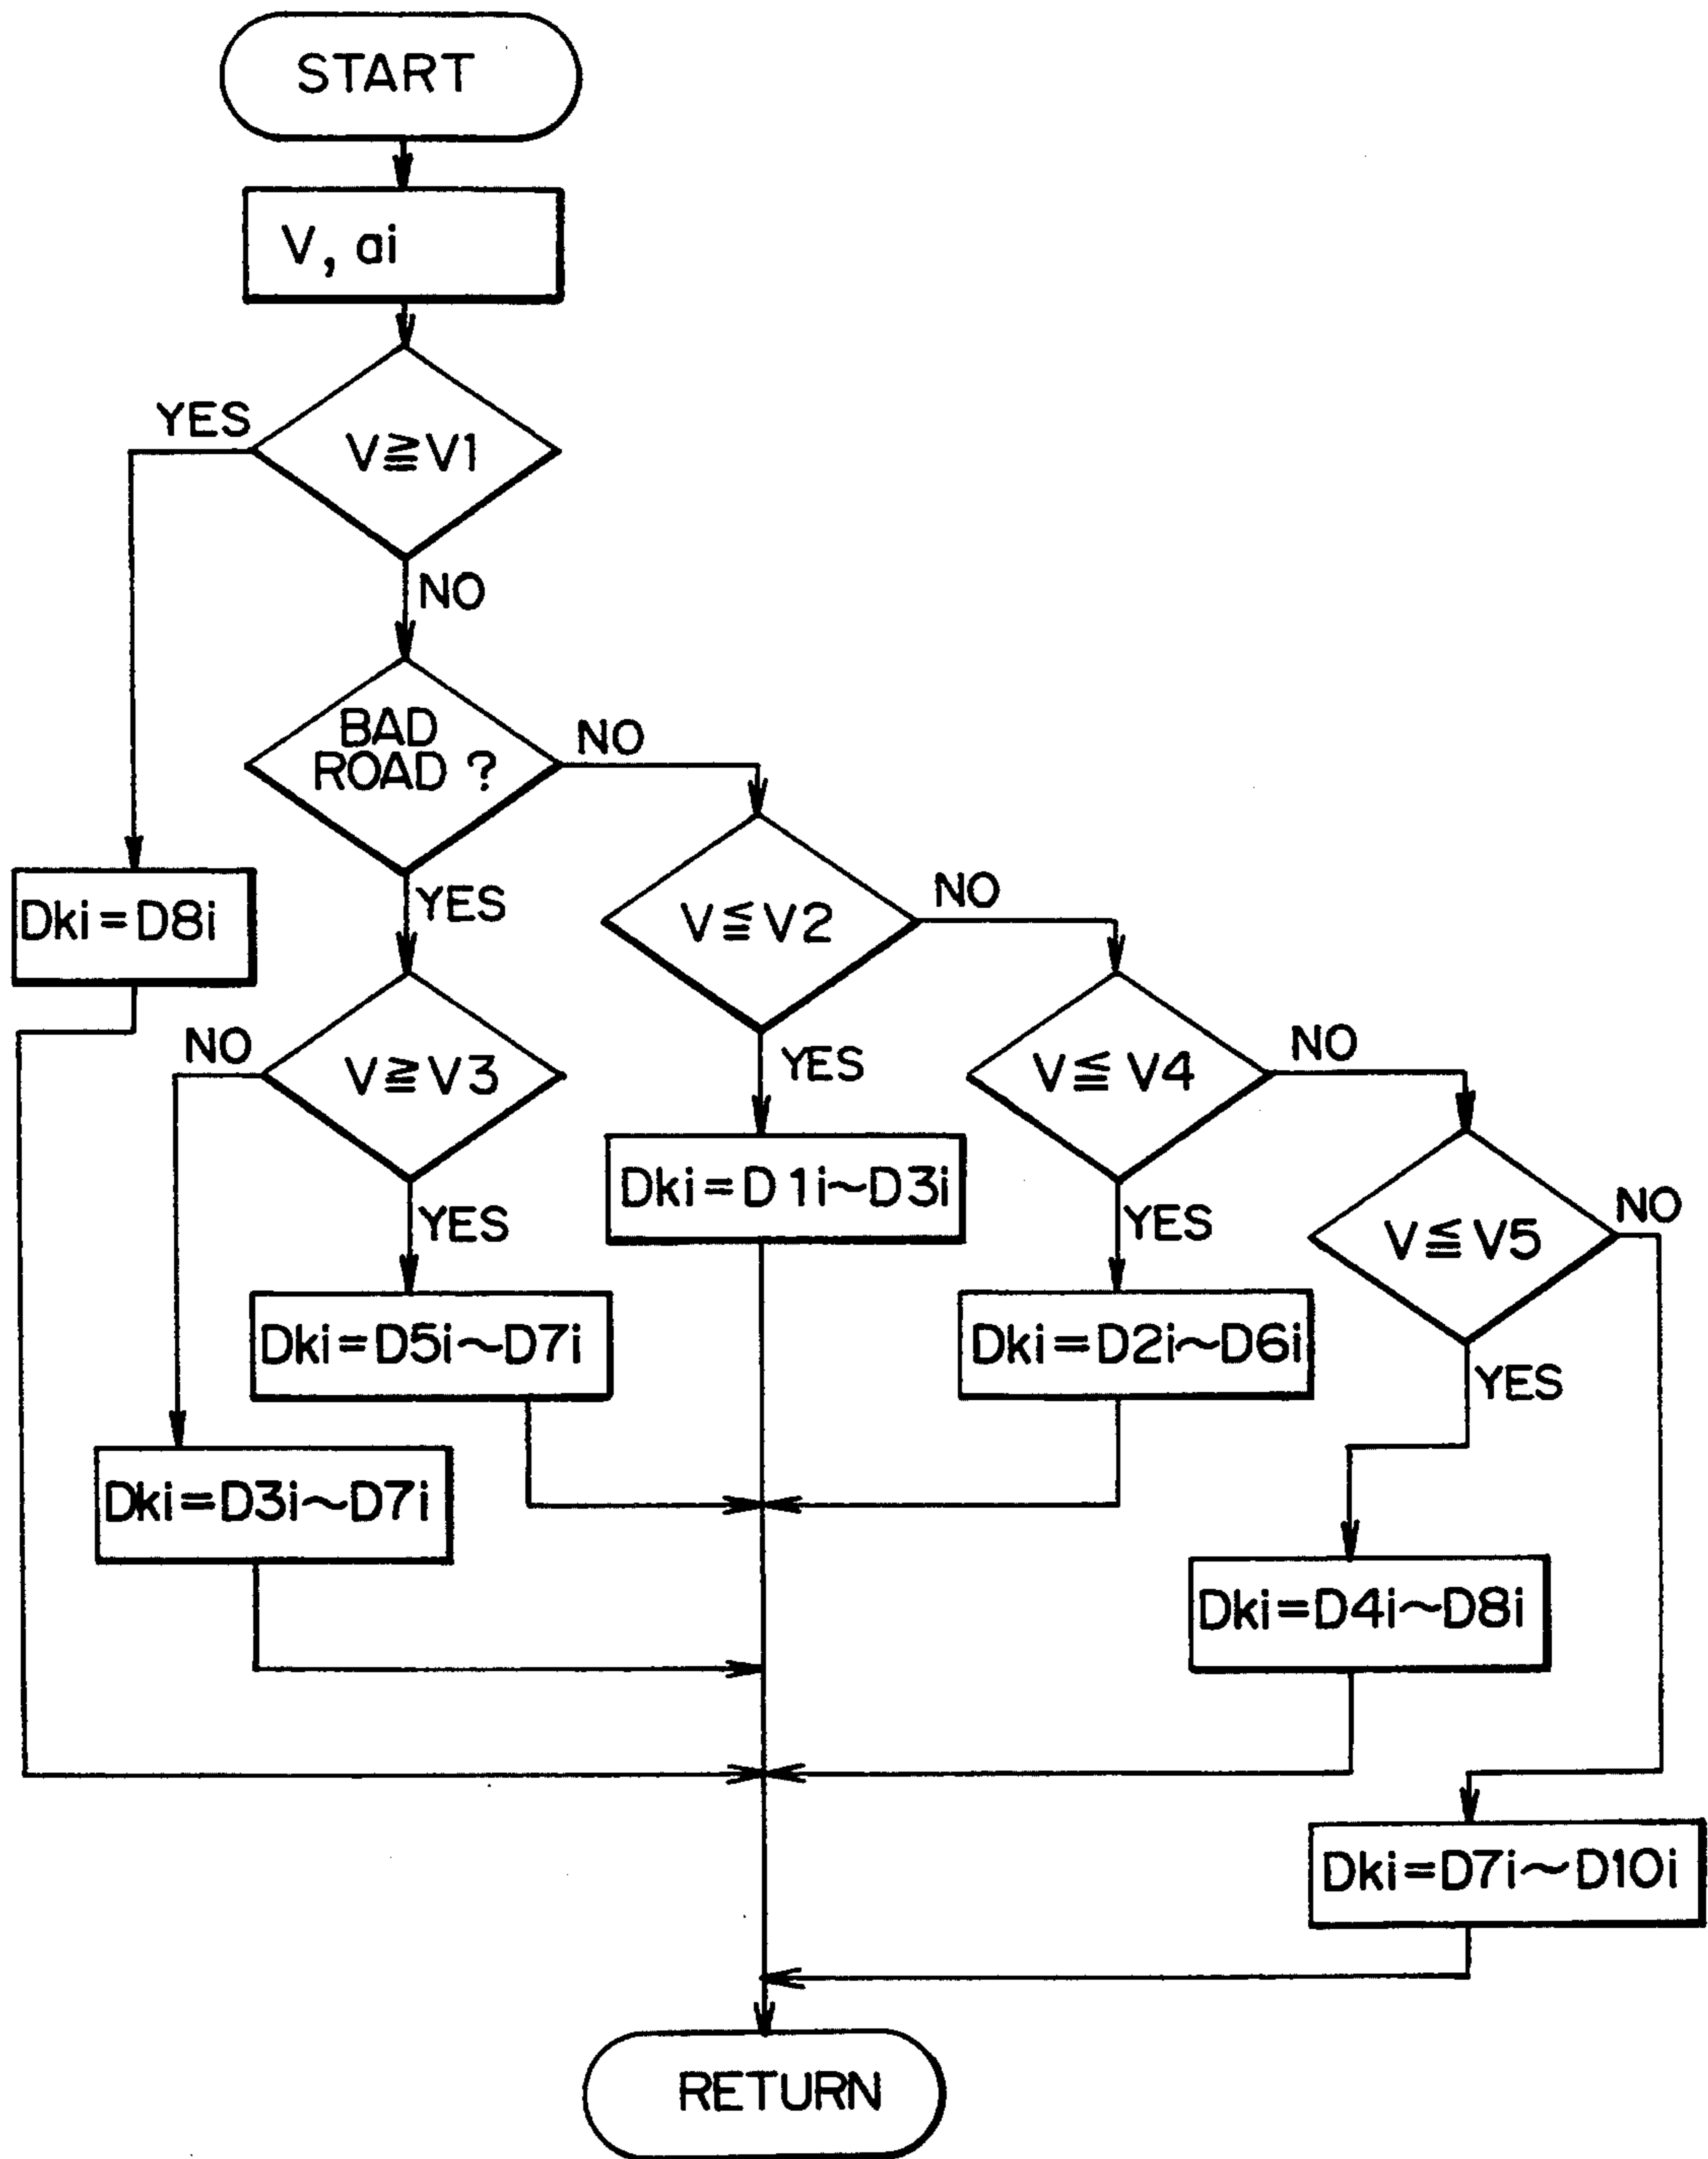 START
V, ai
YES
V≧V1
NO
BAD
ROAD ?
NO
YES
Dki=D8i
V≦V2
NO
NO
V≧V3
YES
V≦V4
NO
Dki=D1i~D3i
YES
YES
V≦V5
NO
Dki=D5i~D7i
Dki=D2i~D6i
YES
Dki=D3i~D7i
Dki=D4i~D8i
Dki=D7i~D10i
RETURN